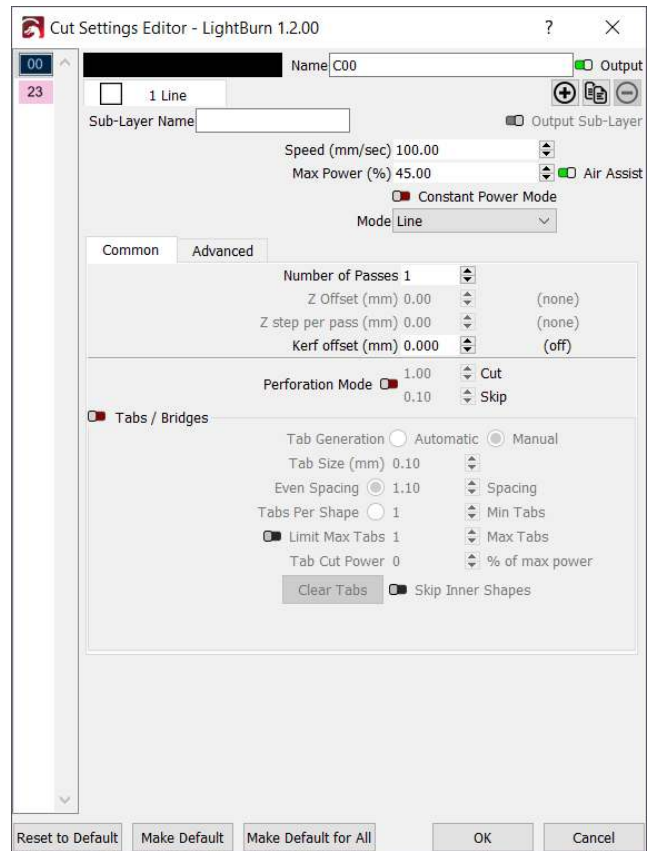 Cut Settings Editor - LightBurn 1.2.00 ?
00 Name C00 Output
23 1 Line
Sub-Layer Name Output Sub-Layer
Speed (mm/sec) 100.00
Max Power (%) 45.00 Air Assist
Constant Power Mode
Mode Line
Common Advanced
Number of Passes 1
Z Offset (mm) 0.00 (none)
Z step per pass (mm) 0.00 (none)
Kerf offset (mm) 0.000 (off)
Perforation Mode 1.00 Cut
0.10 Skip
Tabs / Bridges
Tab Generation Automatic Manual
Tab Size (mm) 0.10
Even Spacing 1.10 Spacing
Tabs Per Shape 1 Min Tabs
Limit Max Tabs 1 Max Tabs
Tab Cut Power 0 % of max power
Clear Tabs Skip Inner Shapes
Reset to Default Make Default Make Default for All OK Cancel